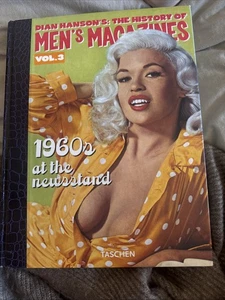 DIAN HANSON'S: THE HISTORY OF
MEN'S MAGAZINES
VOL. 3
1960s
at the
newsstand
TASCHEN